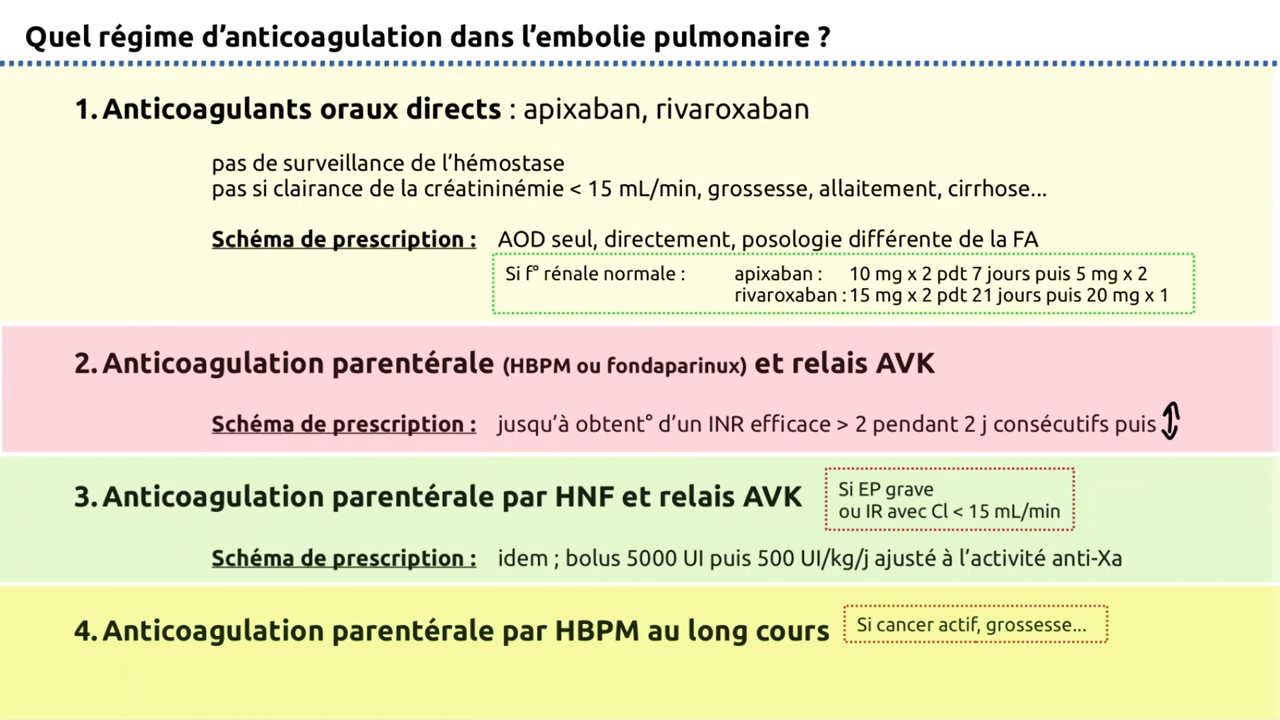 Quel régime d’anticoagulation dans l’embolie pulmonaire ?
1. Anticoagulants oraux directs : apixaban, rivaroxaban
pas de surveillance de l’hémostase
pas si clairance de la créatininémie < 15 mL/min, grossesse, allaitement, cirrhose...
Schéma de prescription : AOD seul, directement, posologie différente de la FA
Si f° rénale normale : apixaban : 10 mg x 2 pdt 7 jours puis 5 mg x 2
rivaroxaban : 15 mg x 2 pdt 21 jours puis 20 mg x 1
2. Anticoagulation parentérale (HBPM ou fondaparinux) et relais AVK
Schéma de prescription : jusqu’à obtent° d’un INR efficace > 2 pendant 2 j consécutifs puis
3. Anticoagulation parentérale par HNF et relais AVK
Si EP grave
ou IR avec Cl < 15 mL/min
Schéma de prescription : idem ; bolus 5000 UI puis 500 UI/kg/j ajusté à l’activité anti-Xa
4. Anticoagulation parentérale par HBPM au long cours
Si cancer actif, grossesse...